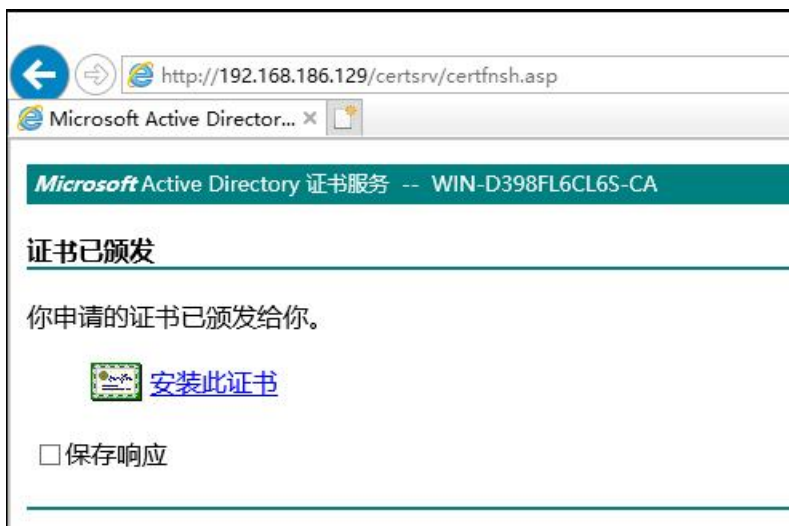 http://192.168.186.129/certsrv/certfnsh.asp
Microsoft Active Director...
Microsoft Active Directory 证书服务 -- WIN-D398FL6CL6S-CA
证书已颁发
你申请的证书已颁发给你。
安装此证书
保存响应